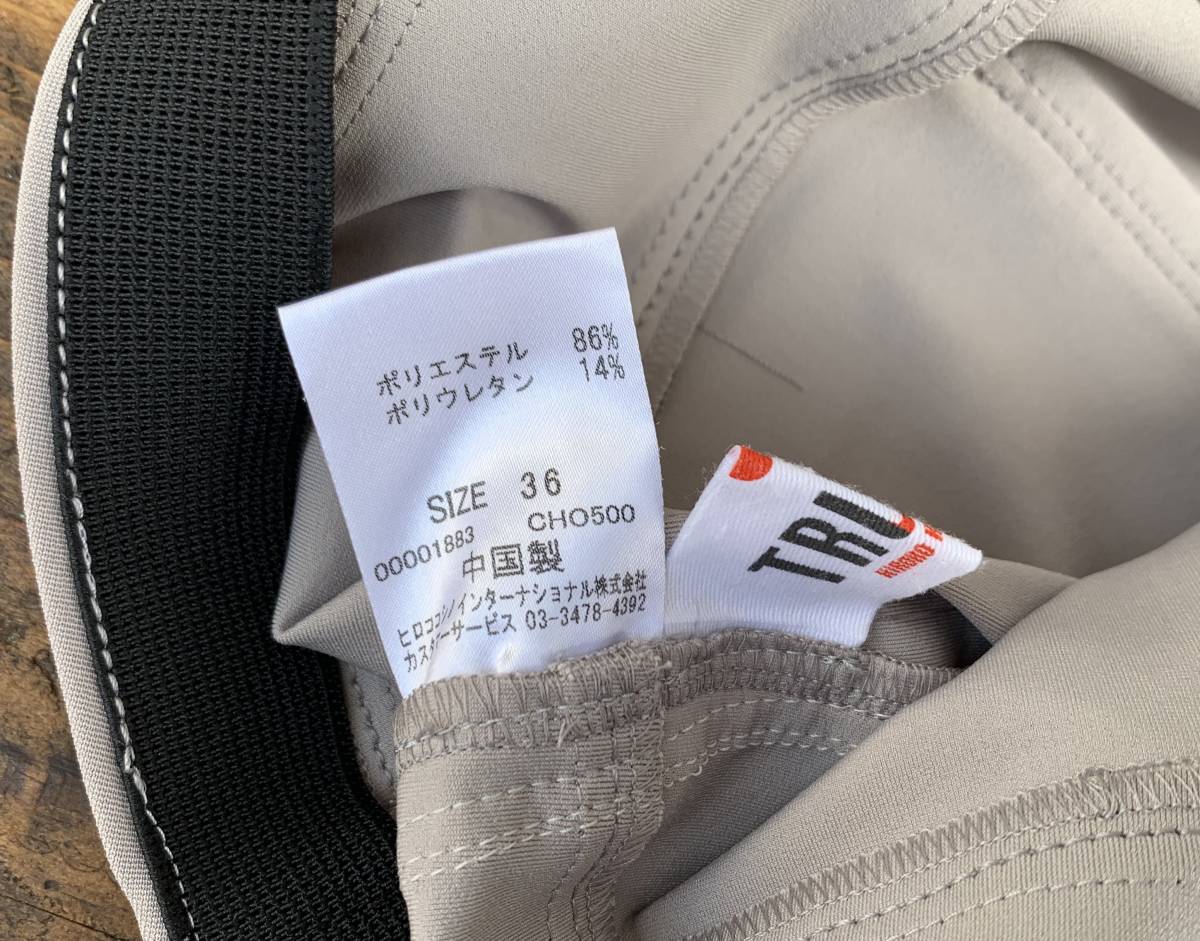 ポリエステル 86%
ポリウレタン 14%
SIZE 36
00001883 CHO500
中国製
ヒロココシノインターナショナル株式会社
カスタマーサービス 03-3478-4392
TRU
HIROKO